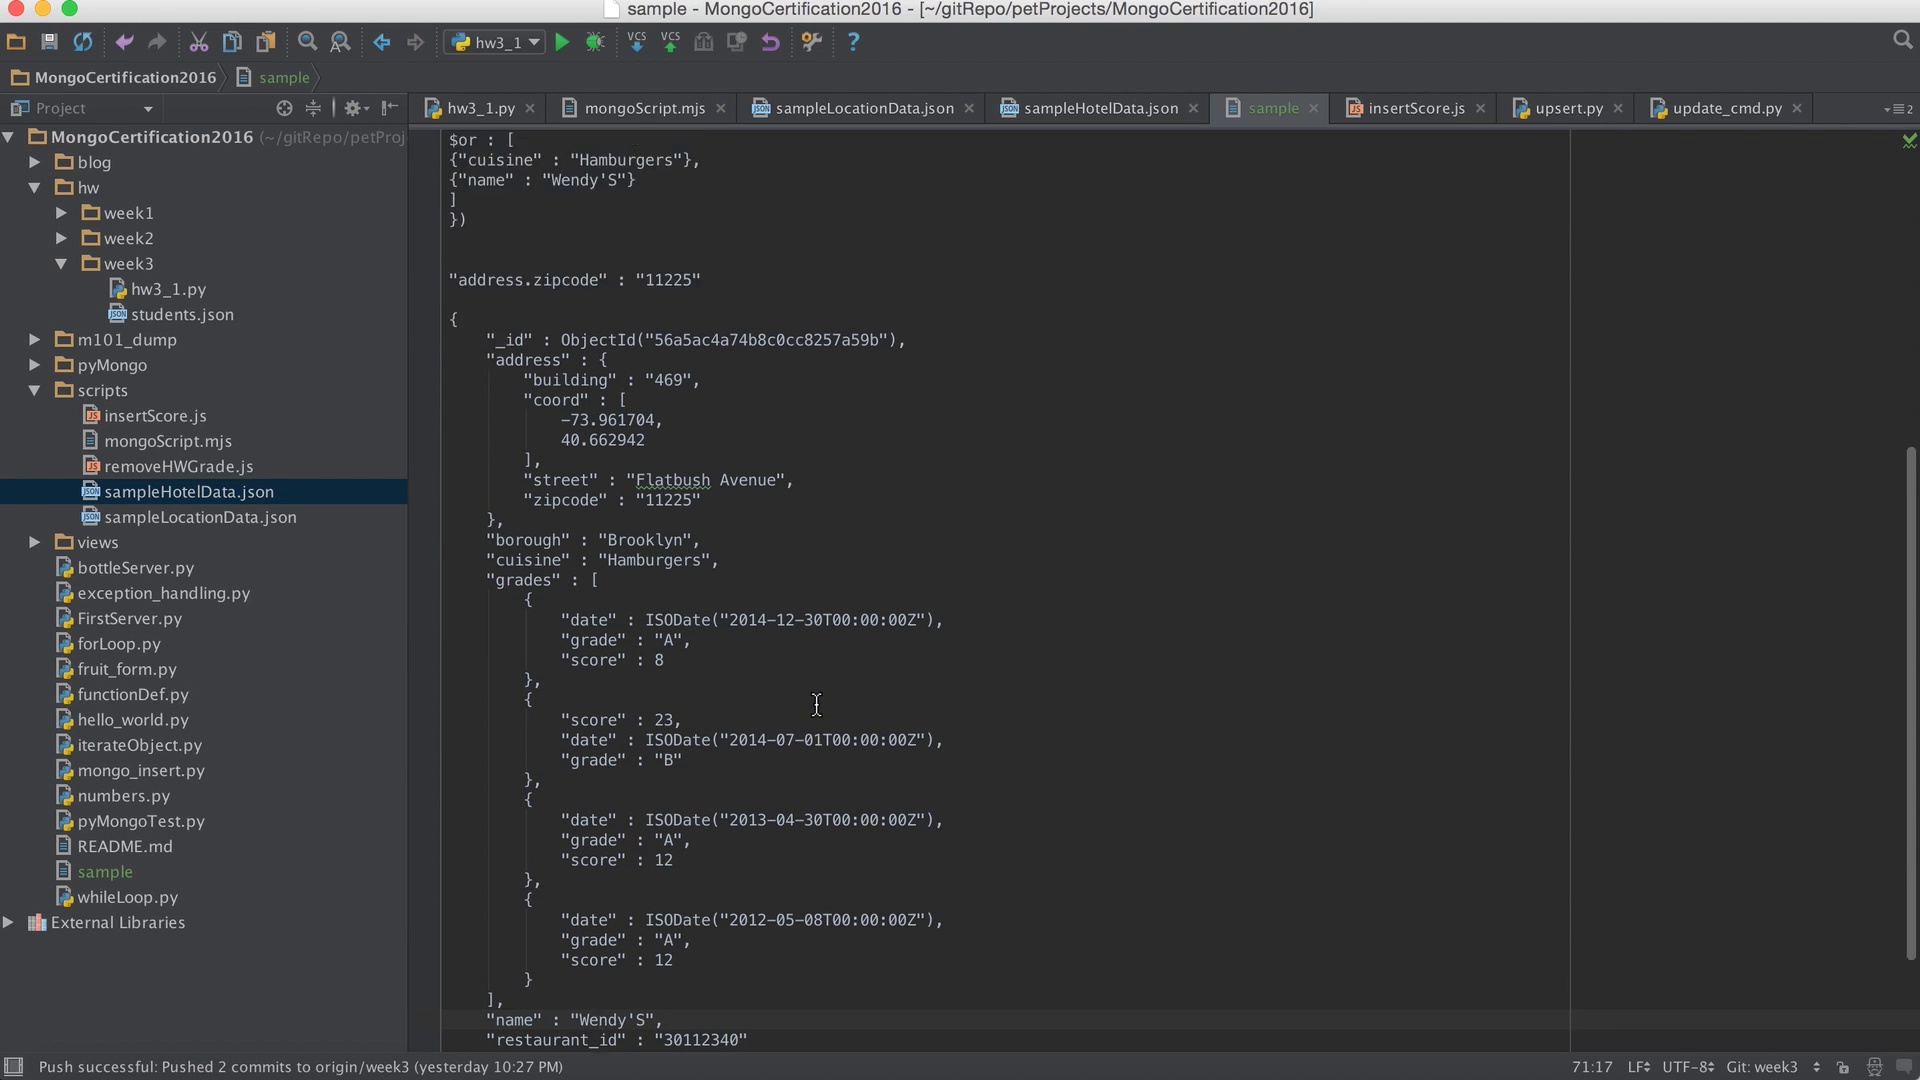 sample - MongoCertification2016 - [~/gitRepo/petProjects/MongoCertification2016]
hw3_1
VCS VCS
MongoCertification2016 sample
Project
hw3_1.py mongoScript.mjs sampleLocationData.json sampleHotelData.json sample insertScore.js upsert.py update_cmd.py
2
MongoCertification2016 (~/gitRepo/petProj
blog
hw
week1
week2
week3
hw3_1.py
students.json
m101_dump
pyMongo
scripts
insertScore.js
mongoScript.mjs
removeHWGrade.js
sampleHotelData.json
sampleLocationData.json
views
bottleServer.py
exception_handling.py
FirstServer.py
forLoop.py
fruit_form.py
functionDef.py
hello_world.py
iterateObject.py
mongo_insert.py
numbers.py
pyMongoTest.py
README.md
sample
whileLoop.py
External Libraries
$or : [
{"cuisine" : "Hamburgers"},
{"name" : "Wendy'S"}
]
})
"address.zipcode" : "11225"
{
"_id" : ObjectId("56a5ac4a74b8c0cc8257a59b"),
"address" : {
"building" : "469",
"coord" : [
-73.961704,
40.662942
],
"street" : "Flatbush Avenue",
"zipcode" : "11225"
},
"borough" : "Brooklyn",
"cuisine" : "Hamburgers",
"grades" : [
{
"date" : ISODate("2014-12-30T00:00:00Z"),
"grade" : "A",
"score" : 8
},
{
"score" : 23,
"date" : ISODate("2014-07-01T00:00:00Z"),
"grade" : "B"
},
{
"date" : ISODate("2013-04-30T00:00:00Z"),
"grade" : "A",
"score" : 12
},
{
"date" : ISODate("2012-05-08T00:00:00Z"),
"grade" : "A",
"score" : 12
}
],
"name" : "Wendy'S",
"restaurant_id" : "30112340"
Push successful: Pushed 2 commits to origin/week3 (yesterday 10:27 PM)
71:17 LF UTF-8 Git: week3